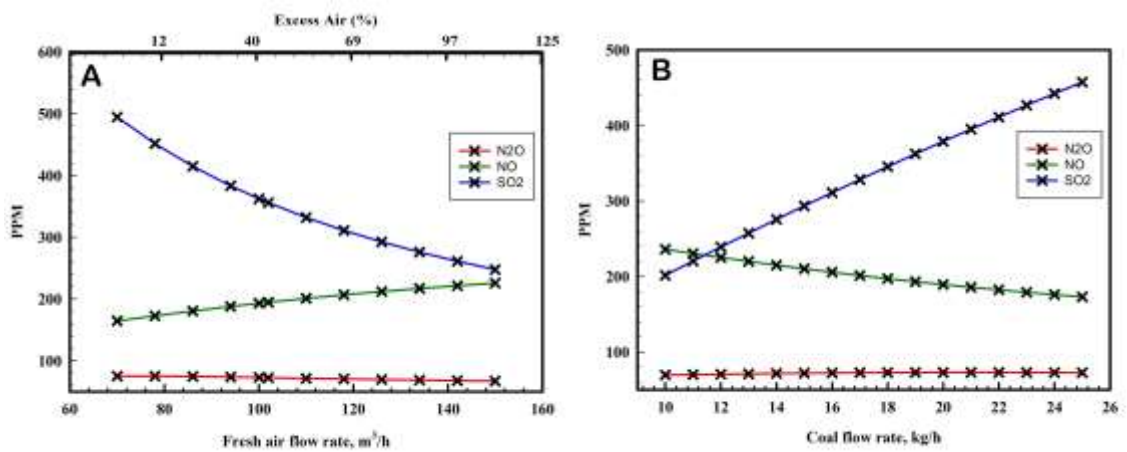 Excess Air (%)
12 40 69 97 125
A
600
500
400
300
200
100
PPM
N2O
NO
SO2
60 80 100 120 140 160
Fresh air flow rate, m³/h
B
500
400
300
200
100
PPM
N2O
NO
SO2
10 12 14 16 18 20 22 24 26
Coal flow rate, kg/h